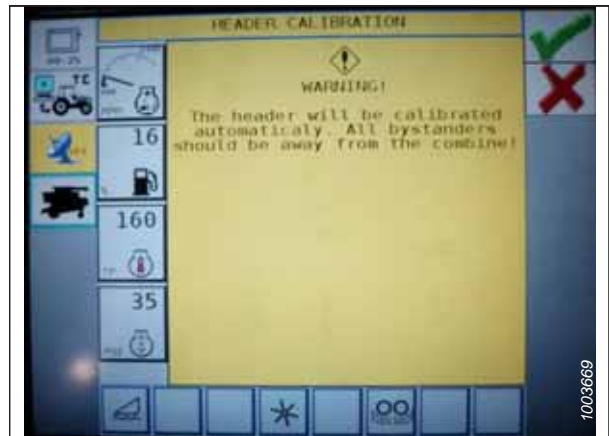 HEADER CALIBRATION
TC
WARNING!
The header will be calibrated
automaticaly. All bystanders
should be away from the combine!
16
160
35
1003669